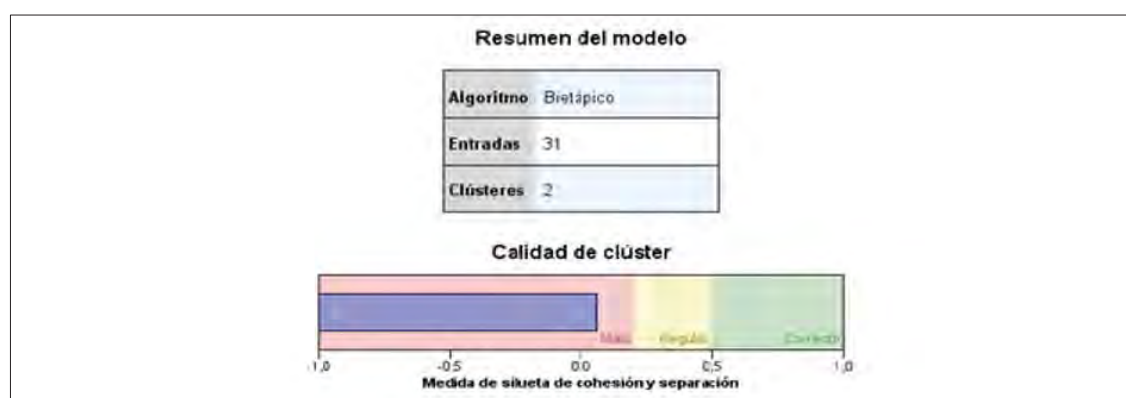 Resumen del modelo
Algoritmo Bietápico
Entradas 31
Clústeres 2
Calidad de clúster
Malo Regular Correcto
-1,0 -0,5 0,0 0,5 1,0
Medida de silueta de cohesión y separación